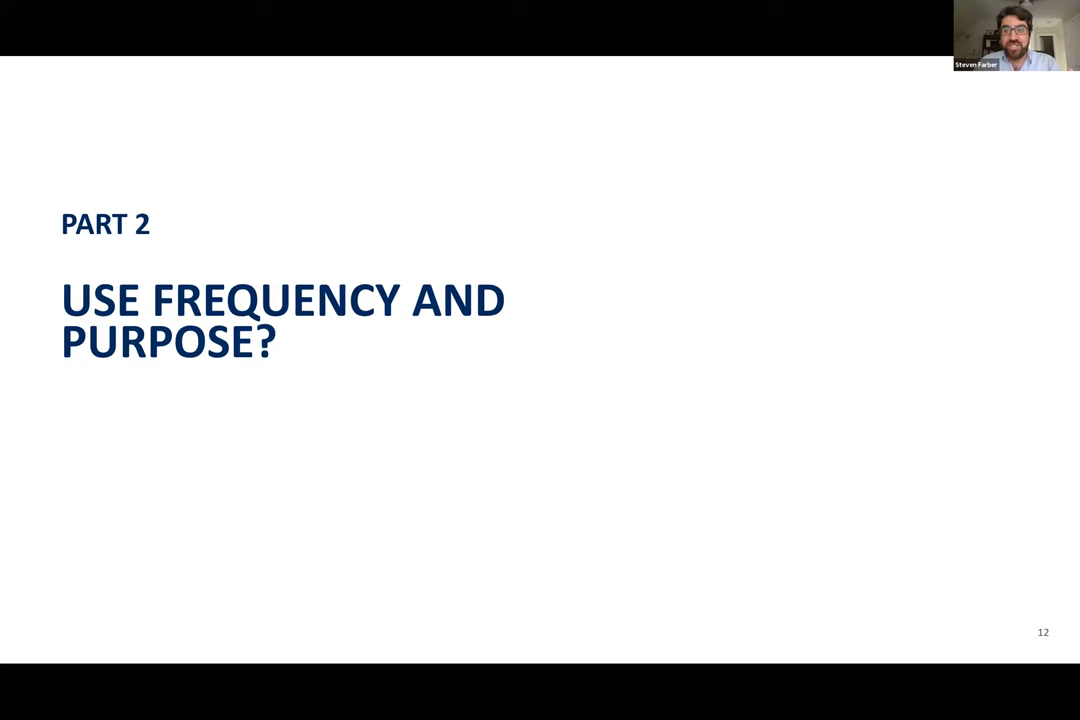 Steven Farber
PART 2
USE FREQUENCY AND
PURPOSE?
12